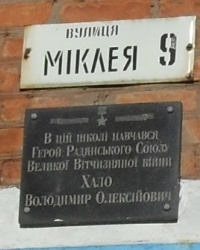 ВУЛИЦЯ
МІКЛЕЯ 9
В ЦІЙ ШКОЛІ НАВЧАВСЯ
ГЕРОЙ РАДЯНСЬКОГО СОЮЗУ
ВЕЛИКОЇ ВІТЧИЗНЯНОЇ ВІЙНИ
ХАЛО
ВОЛОДИМИР ОЛЕКСІЙОВИЧ